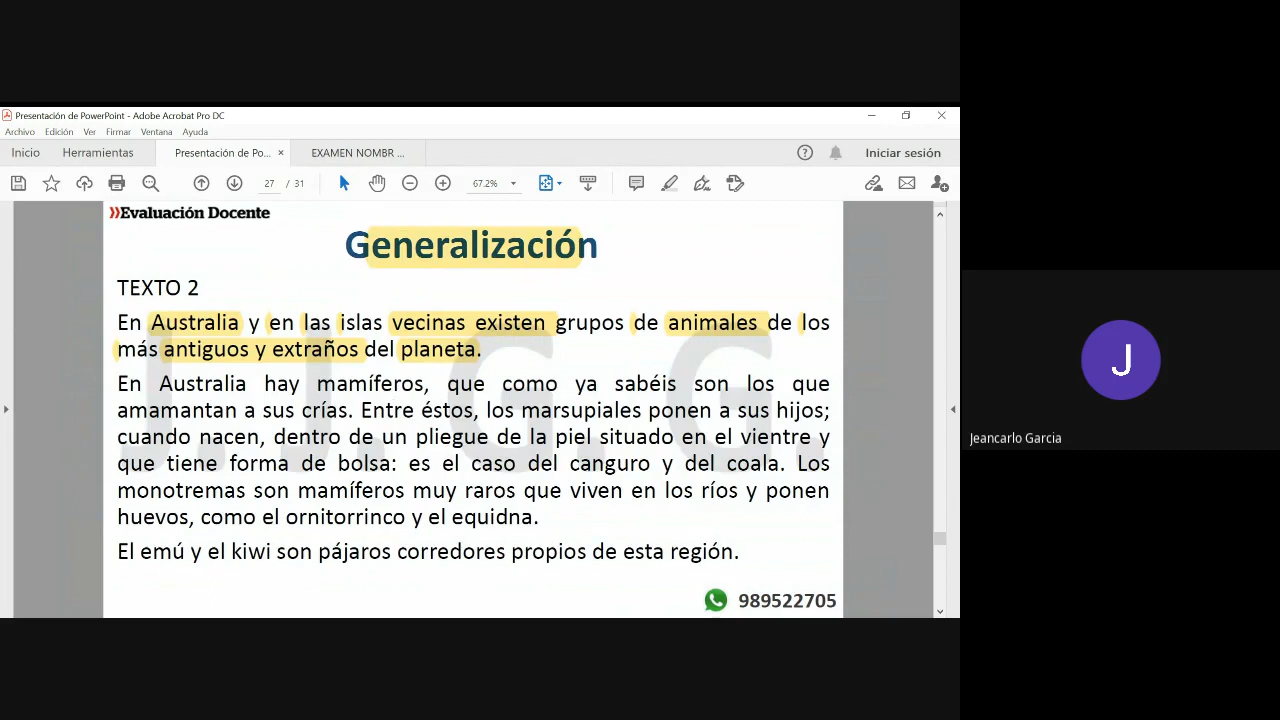 Presentación de PowerPoint - Adobe Acrobat Pro DC
Archivo Edición Ver Firmar Ventana Ayuda
Inicio Herramientas Presentación de Po... × EXAMEN NOMBR ... Iniciar sesión
27 / 31 67.2%
»Evaluación Docente
Generalización
TEXTO 2
En Australia y en las islas vecinas existen grupos de animales de los
más antiguos y extraños del planeta.
En Australia hay mamíferos, que como ya sabéis son los que
amamantan a sus crías. Entre éstos, los marsupiales ponen a sus hijos;
cuando nacen, dentro de un pliegue de la piel situado en el vientre y
que tiene forma de bolsa: es el caso del canguro y del coala. Los
monotremas son mamíferos muy raros que viven en los ríos y ponen
huevos, como el ornitorrinco y el equidna.
El emú y el kiwi son pájaros corredores propios de esta región.
989522705
J
Jeancarlo Garcia